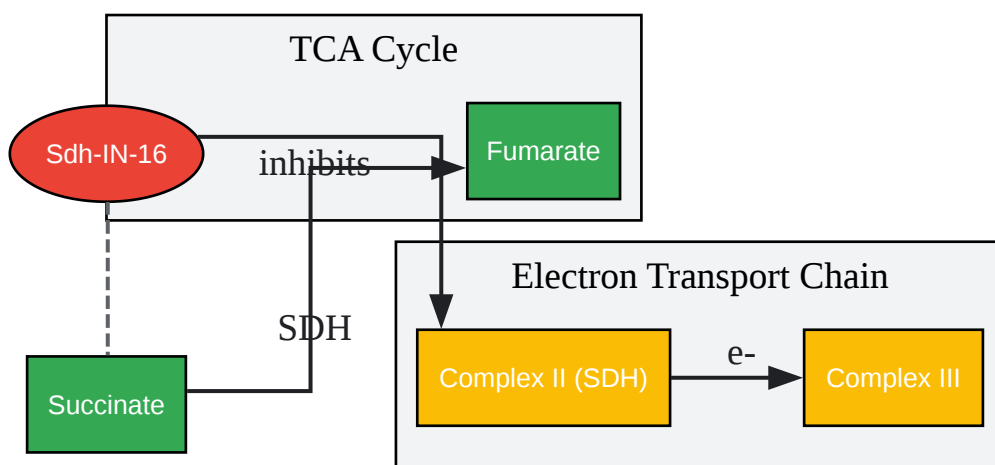 TCA Cycle
Sdh-IN-16
inhibits
Fumarate
Electron Transport Chain
SDH
Complex II (SDH)
e-
Complex III
Succinate